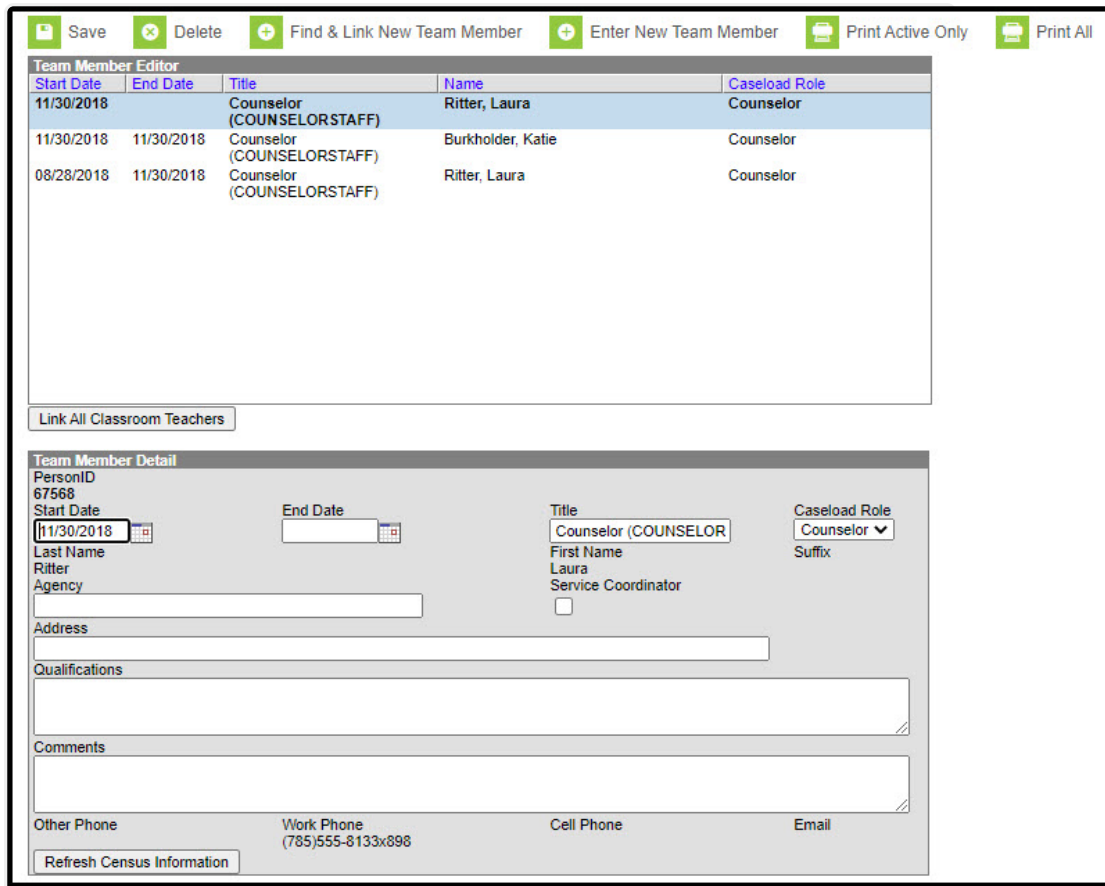 Save Delete Find & Link New Team Member Enter New Team Member Print Active Only Print All
Team Member Editor
Start Date End Date Title Name Caseload Role
11/30/2018 Counselor (COUNSELORSTAFF) Ritter, Laura Counselor
11/30/2018 11/30/2018 Counselor (COUNSELORSTAFF) Burkholder, Katie Counselor
08/28/2018 11/30/2018 Counselor (COUNSELORSTAFF) Ritter, Laura Counselor
Link All Classroom Teachers
Team Member Detail
PersonID
67568
Start Date End Date Title Caseload Role
11/30/2018 Counselor (COUNSELOR Counselor
Last Name First Name Suffix
Ritter Laura
Agency Service Coordinator
Address
Qualifications
Comments
Other Phone Work Phone Cell Phone Email
(785)555-8133x898
Refresh Census Information